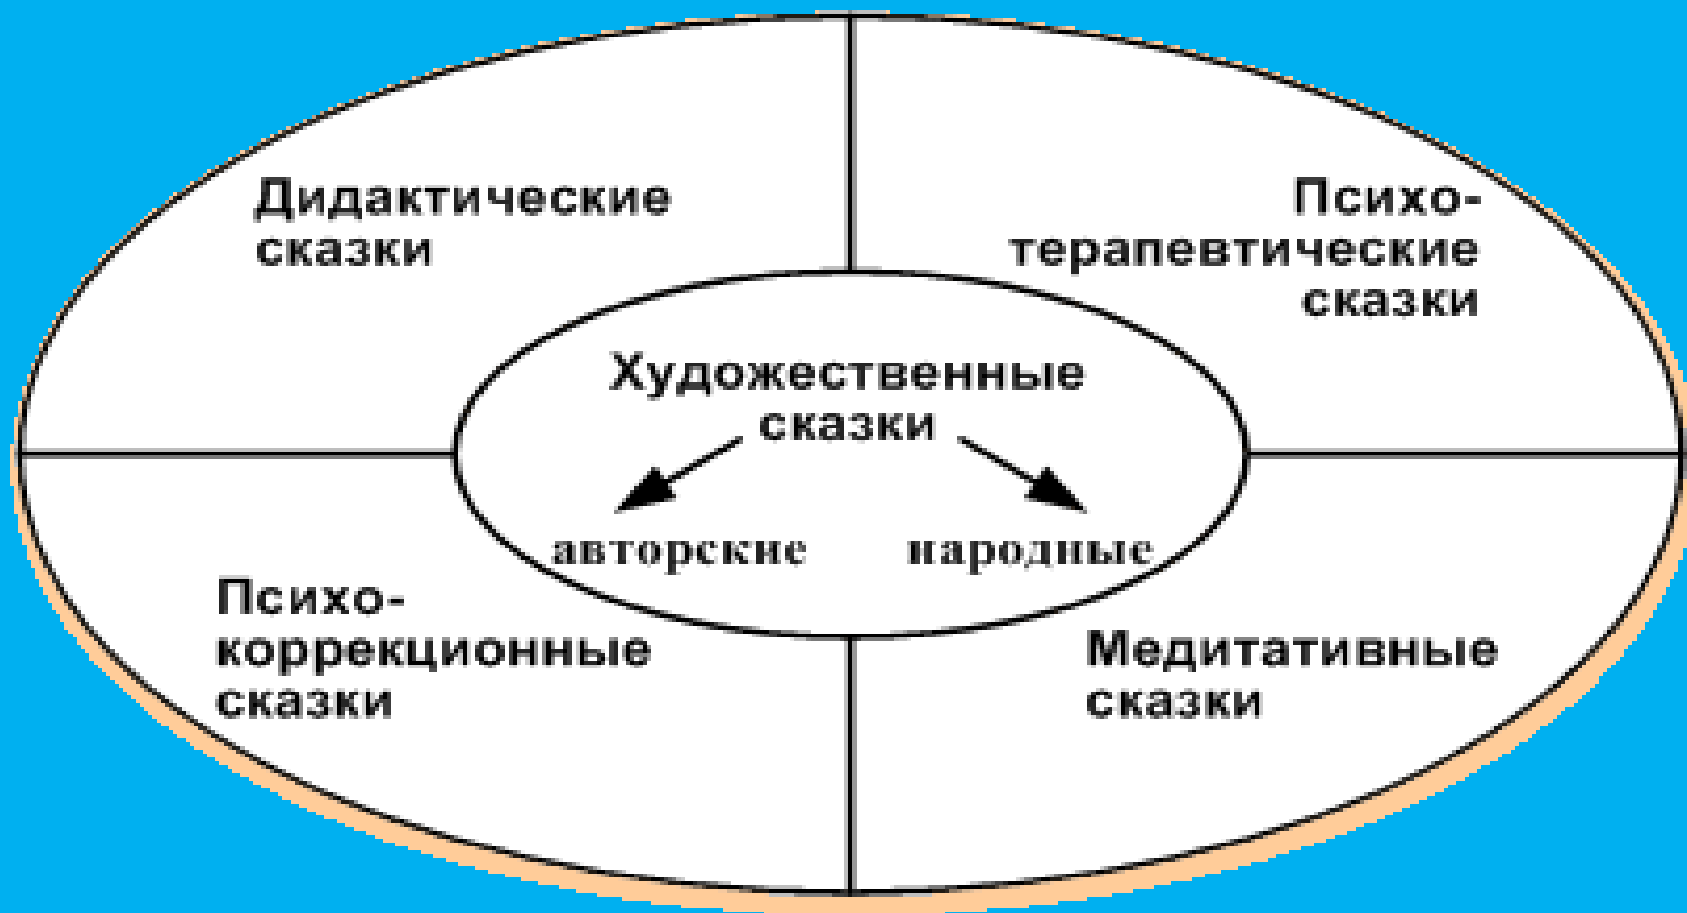 Дидактические
сказки
Психо-
терапевтические
сказки
Художественные
сказки
авторские народные
Психо-
коррекционные
сказки
Медитативные
сказки